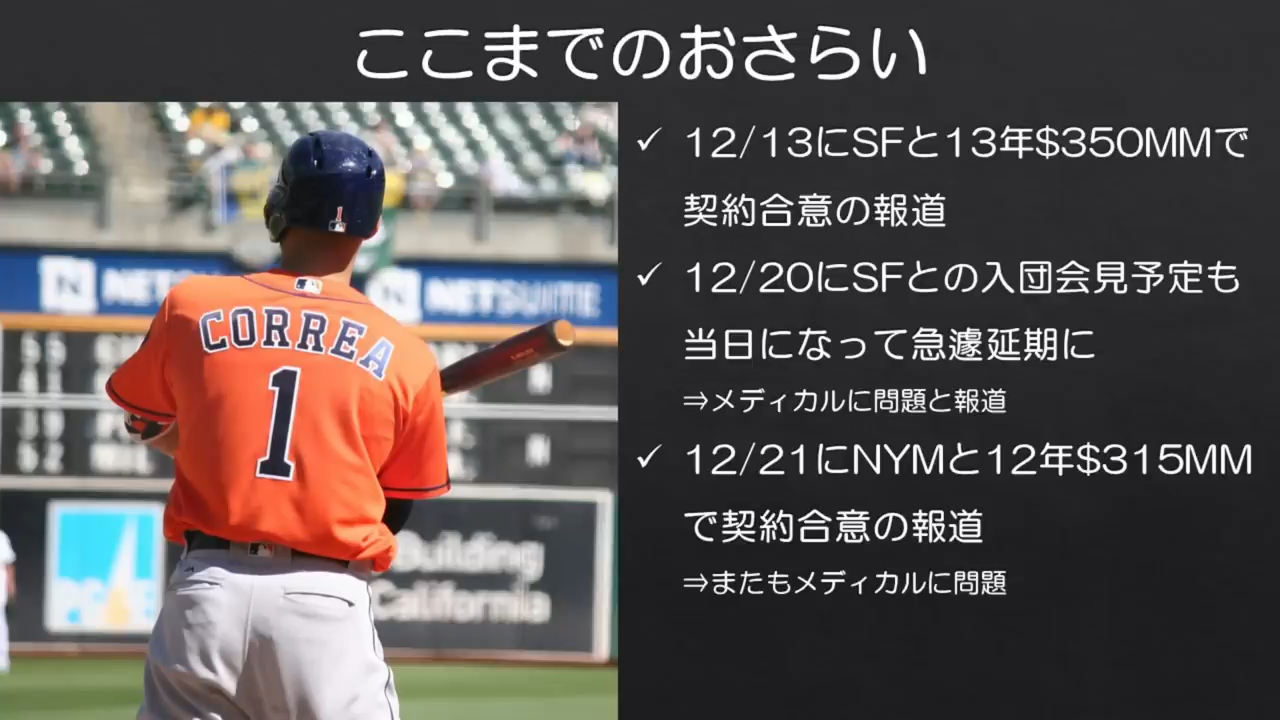 ここまでのおさらい
✓ 12/13にSFと13年$350MMで
契約合意の報道
✓ 12/20にSFとの入団会見予定も
当日になって急遽延期に
⇒メディカルに問題と報道
✓ 12/21にNYMと12年$315MM
で契約合意の報道
⇒またもメディカルに問題
1
NETSUITE
CORREA
1
Building
California